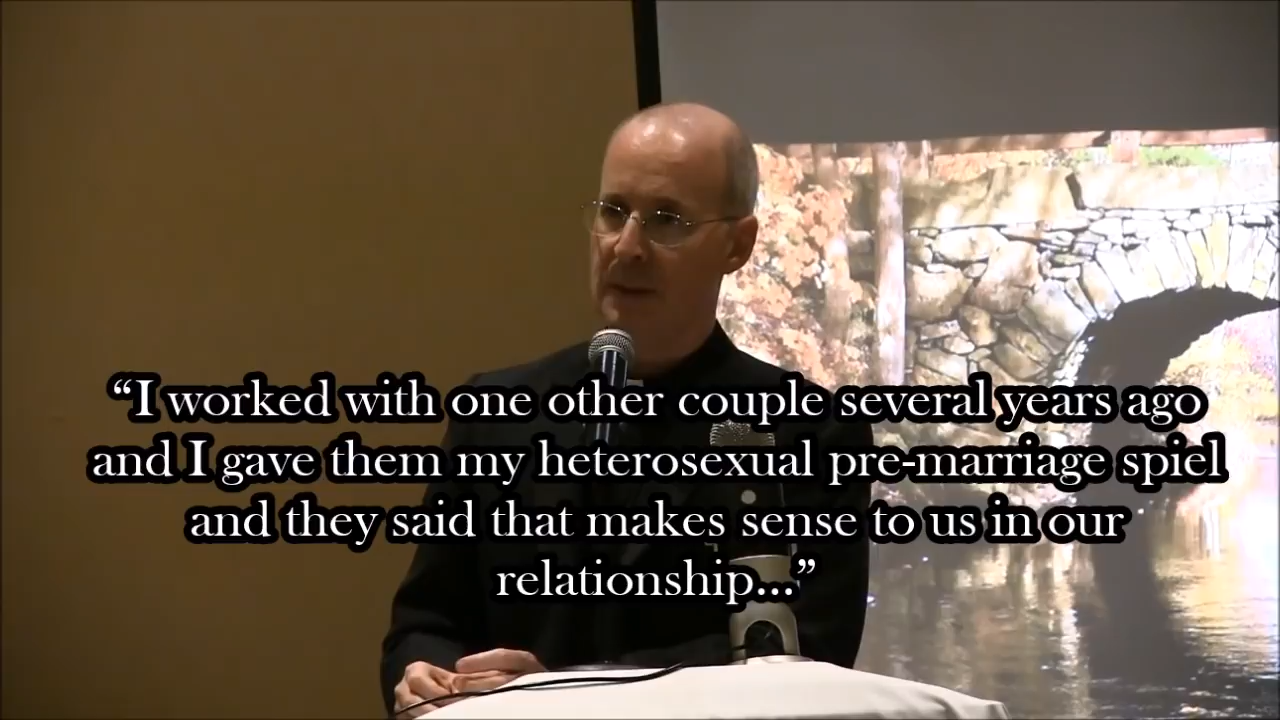 “I worked with one other couple several years ago
and I gave them my heterosexual pre-marriage spiel
and they said that makes sense to us in our
relationship...”